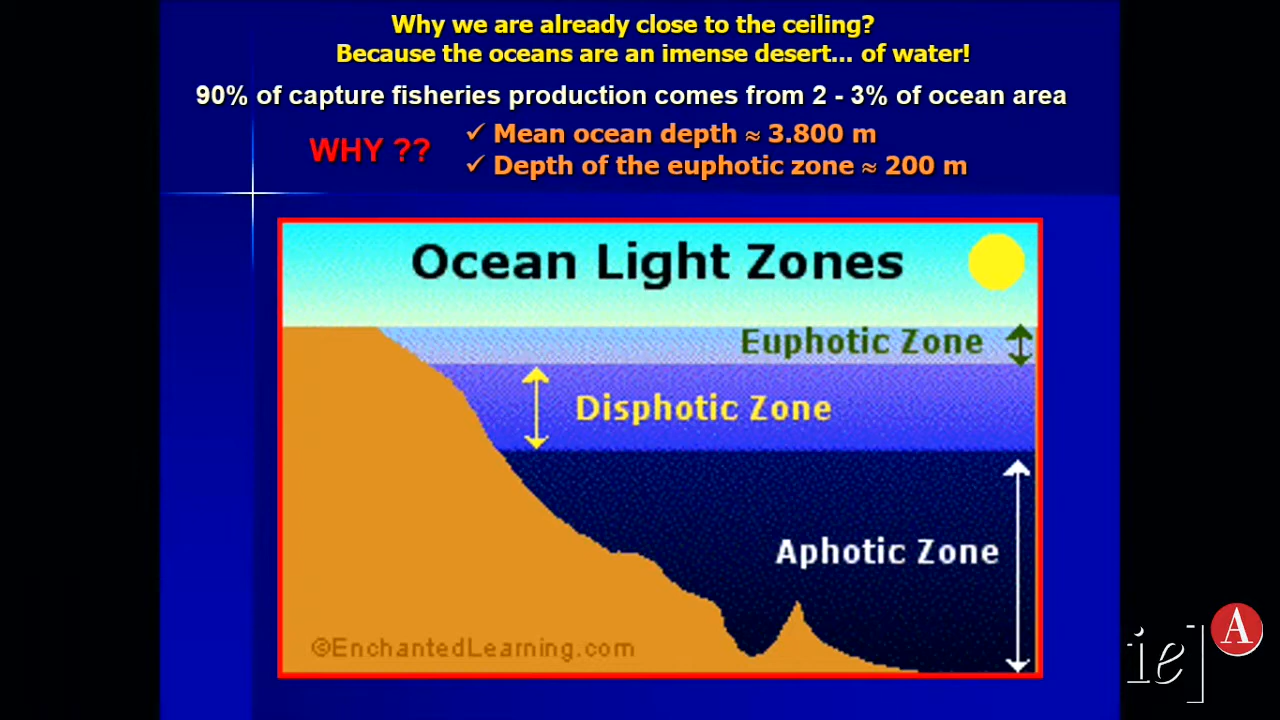 Why we are already close to the ceiling?
Because the oceans are an imense desert... of water!
90% of capture fisheries production comes from 2 - 3% of ocean area
WHY ??
✓ Mean ocean depth ≈ 3.800 m
✓ Depth of the euphotic zone ≈ 200 m
Ocean Light Zones
Euphotic Zone
Disphotic Zone
Aphotic Zone
©EnchantedLearning.com
ie]
A